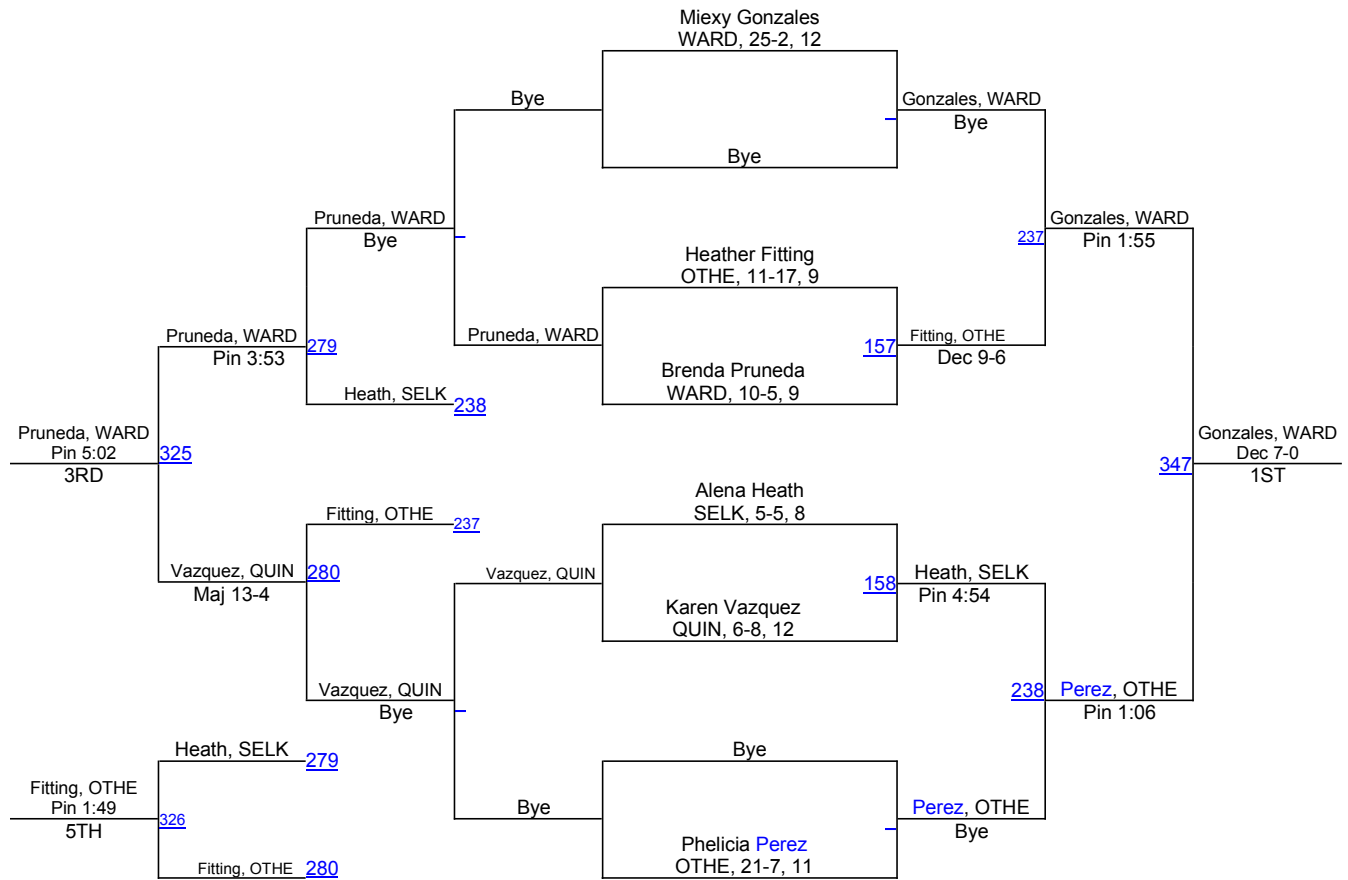 Miexy Gonzales
WARD, 25-2, 12
Bye
Gonzales, WARD
Bye
Bye
Pruneda, WARD
Bye
Gonzales, WARD
237
Pin 1:55
Heather Fitting
OTHE, 11-17, 9
Pruneda, WARD
Pin 3:53
279
Pruneda, WARD
157
Fitting, OTHE
Dec 9-6
Brenda Pruneda
WARD, 10-5, 9
Heath, SELK
238
Pruneda, WARD
Pin 5:02
3RD
325
347
Gonzales, WARD
Dec 7-0
1ST
Alena Heath
SELK, 5-5, 8
Fitting, OTHE
237
Vazquez, QUIN
Maj 13-4
280
Vazquez, QUIN
158
Heath, SELK
Pin 4:54
Karen Vazquez
QUIN, 6-8, 12
Vazquez, QUIN
Bye
238
Perez, OTHE
Pin 1:06
Heath, SELK
279
Bye
Fitting, OTHE
Pin 1:49
5TH
326
Bye
Perez, OTHE
Bye
Phelicia Perez
OTHE, 21-7, 11
Fitting, OTHE
280